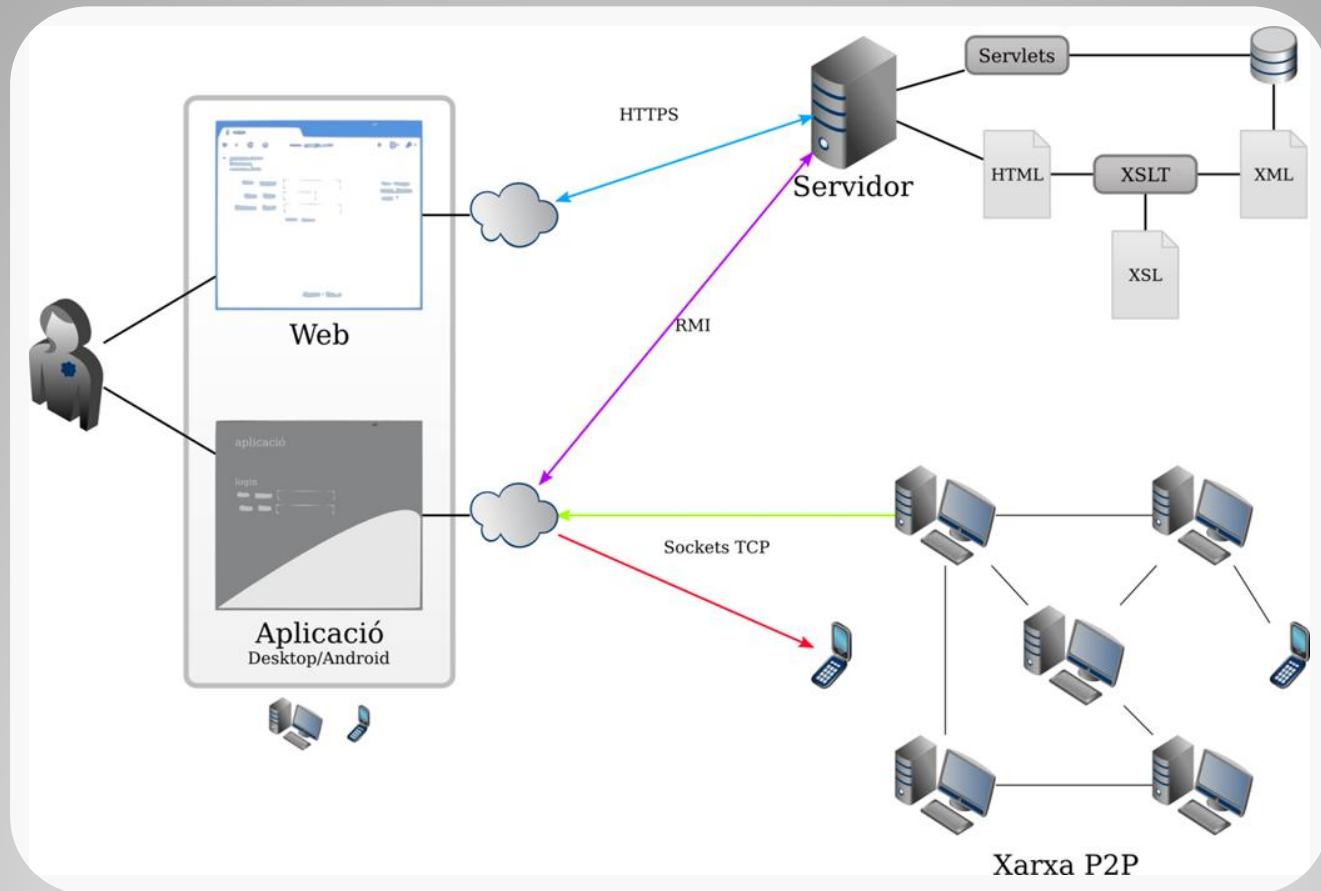 Servlets
HTTPS
HTML
XSLT
XML
Servidor
XSL
Web
RMI
aplicació
login
Sockets TCP
Aplicació
Desktop/Android
Xarxa P2P